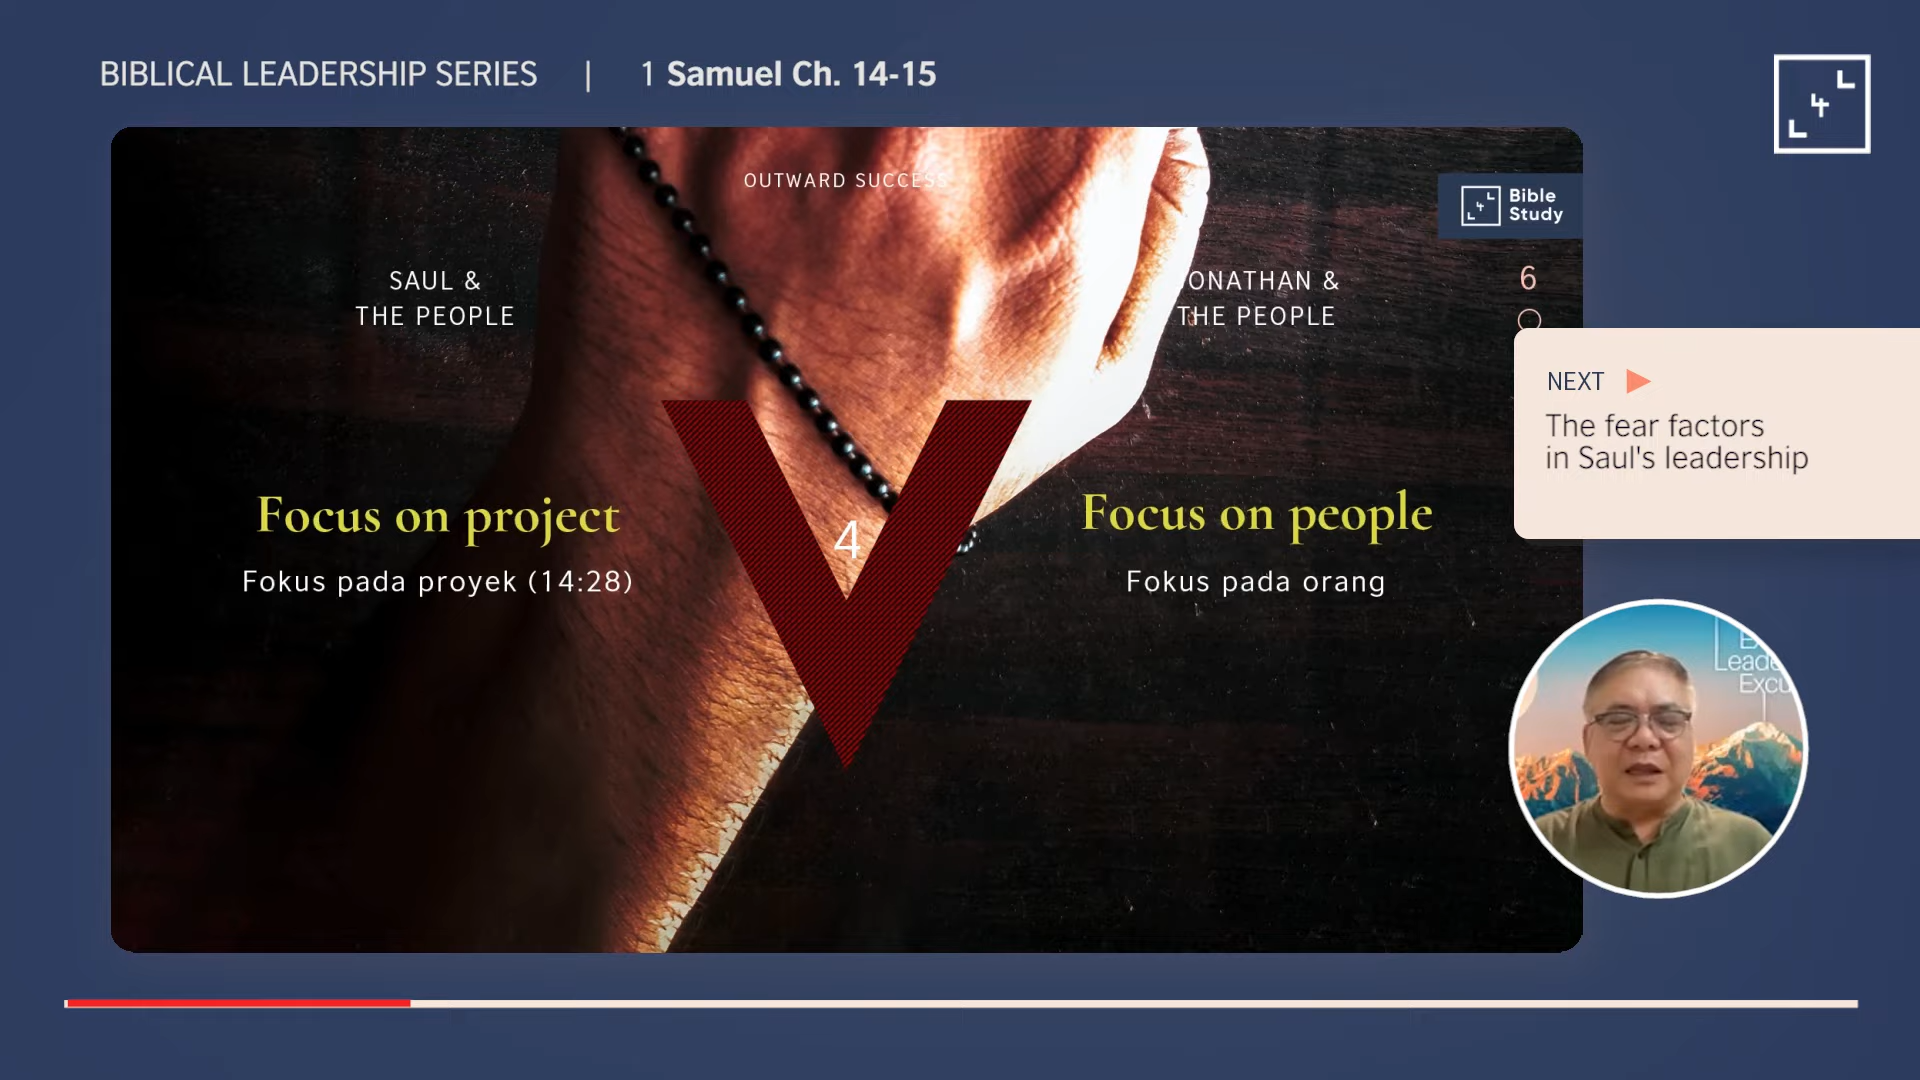 BIBLICAL LEADERSHIP SERIES | 1 Samuel Ch. 14-15
OUTWARD SUCCESS
Bible
Study
SAUL &
THE PEOPLE
ONATHAN &
THE PEOPLE
6
NEXT
The fear factors
in Saul's leadership
Focus on project
4
Focus on people
Fokus pada proyek (14:28)
Fokus pada orang
Leade
Excu